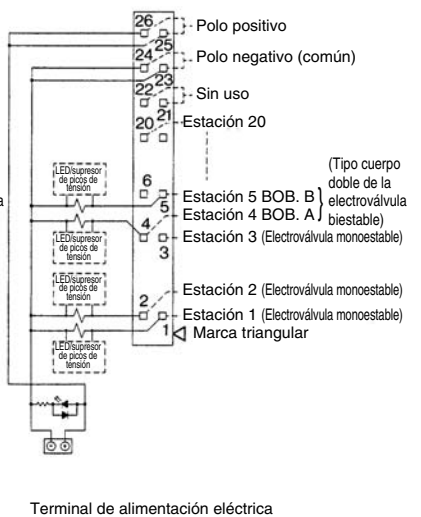 26
Polo positivo
25
24
Polo negativo (común)
23
22
Sin uso
21
20
Estación 20
LED/supresor
de picos de
tensión
6
5
Estación 5 BOB. B
Estación 4 BOB. A
(Tipo cuerpo
doble de la
electroválvula
biestable)
a
4
Estación 3 (Electroválvula monoestable)
3
LED/supresor
de picos de
tensión
LED/supresor
de picos de
tensión
Estación 2 (Electroválvula monoestable)
2
Estación 1 (Electroválvula monoestable)
1
Marca triangular
LED/supresor
de picos de
tensión
Terminal de alimentación eléctrica